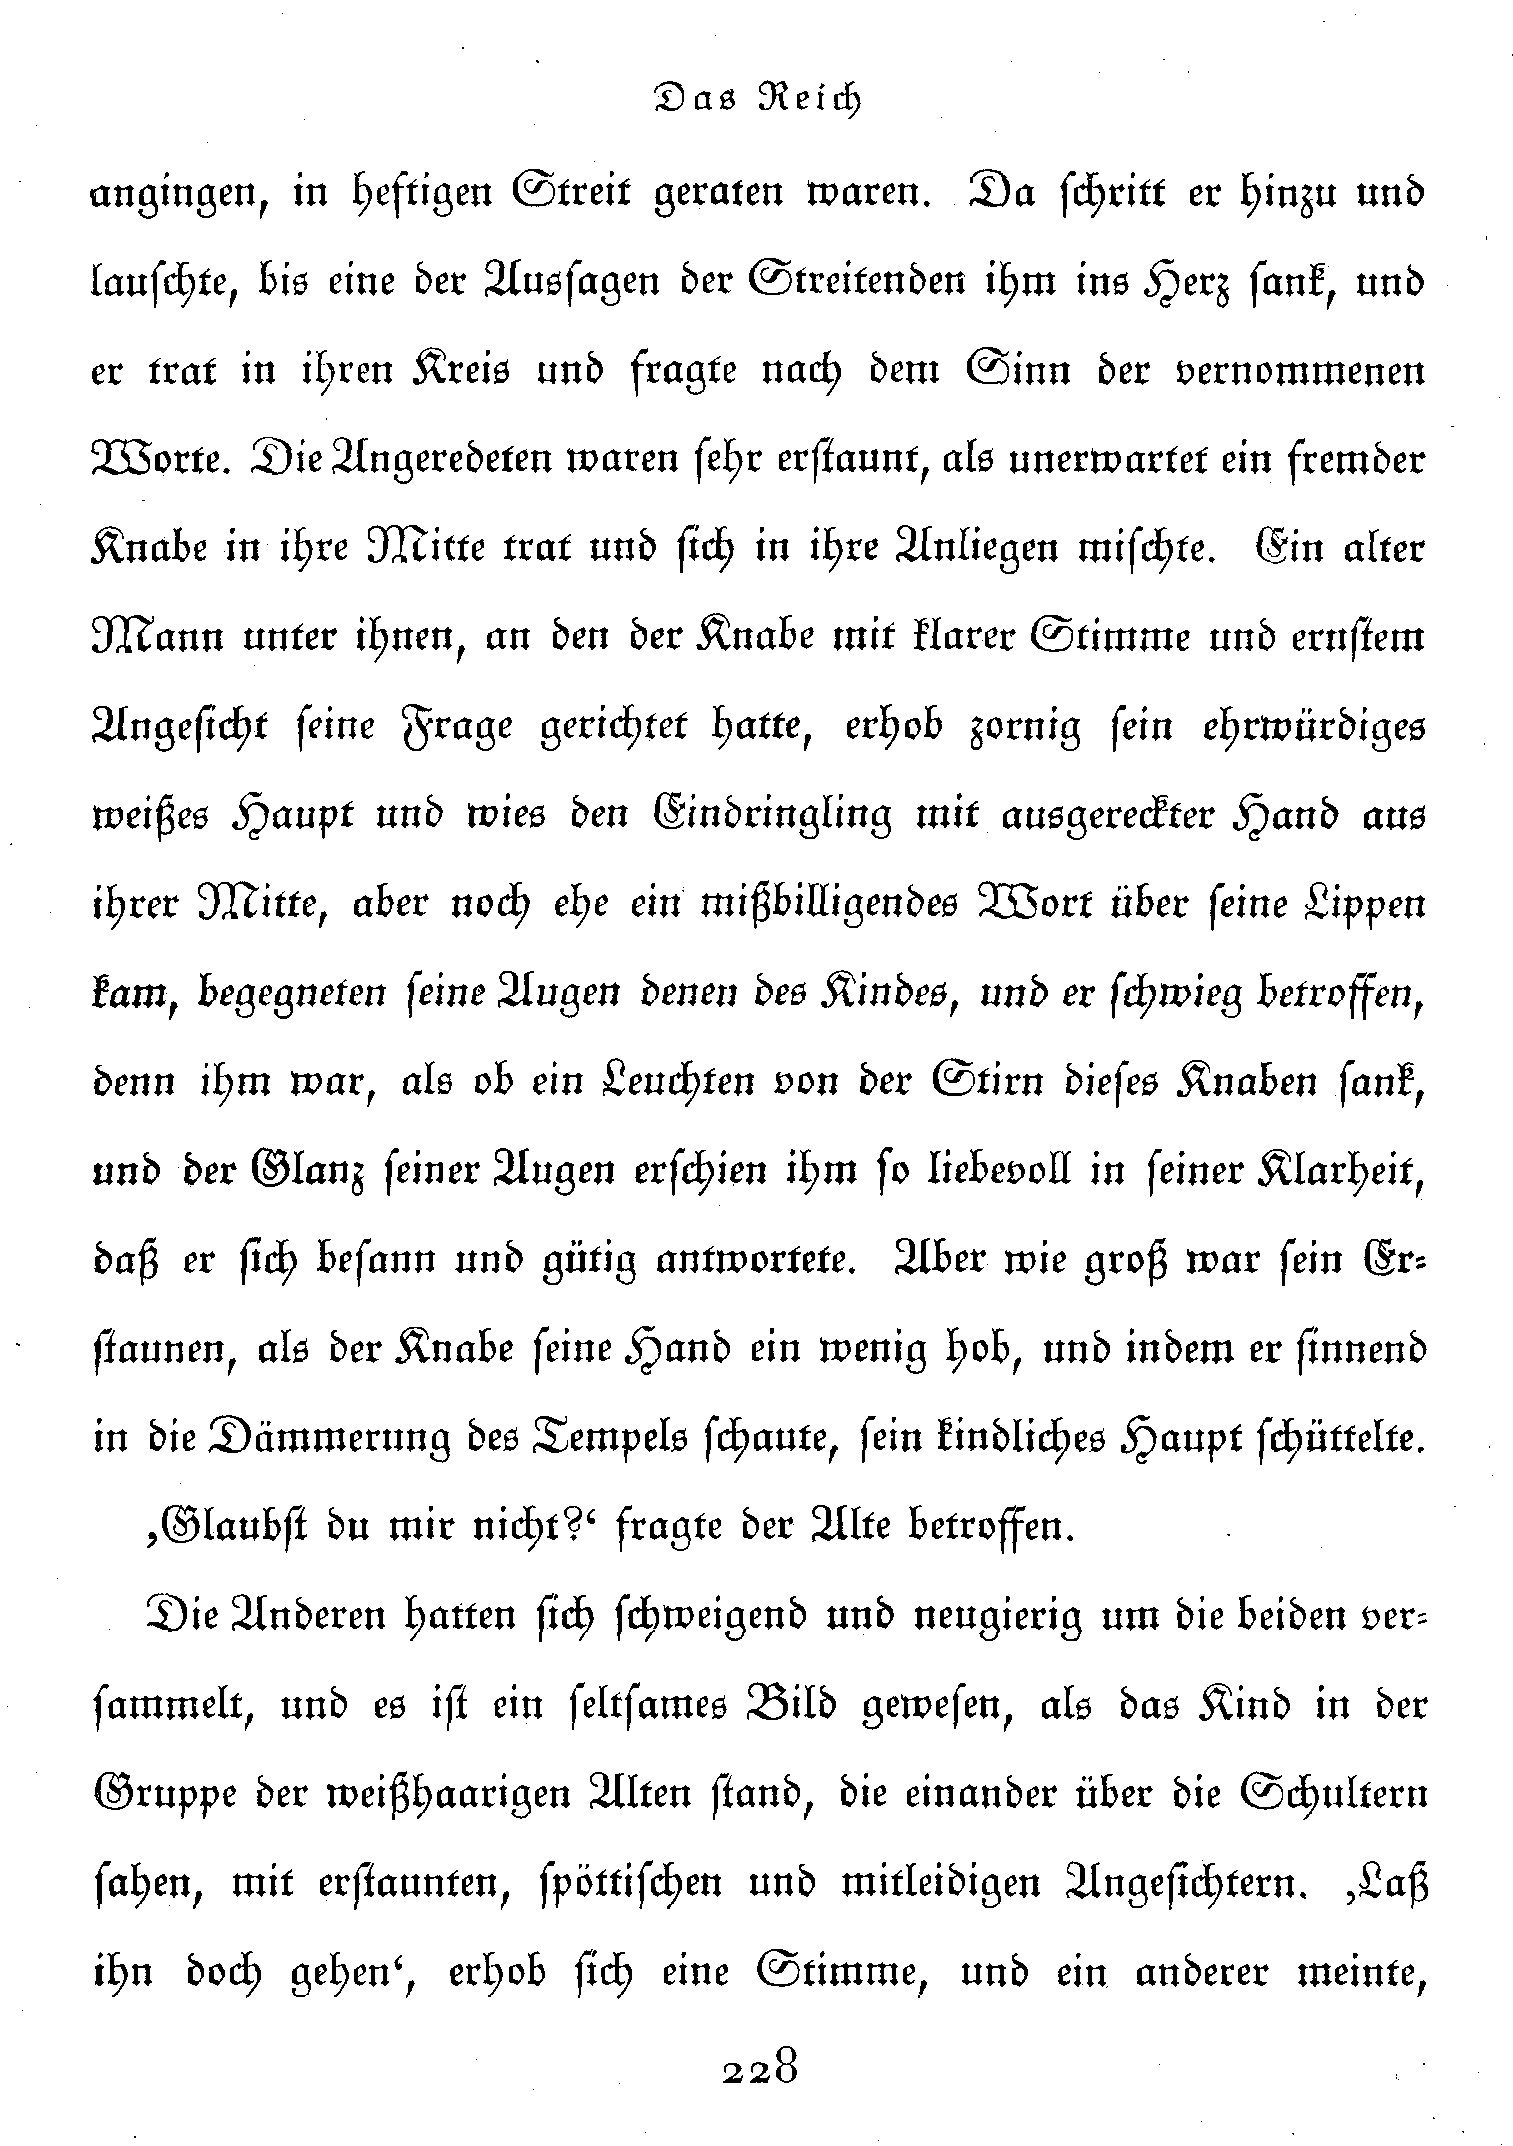 Das Reich
angingen, in heftigen Streit geraten waren. Da schritt er hinzu und
lauschte, bis eine der Aussagen der Streitenden ihm ins Herz sank, und
er trat in ihren Kreis und fragte nach dem Sinn der vernommenen
Worte. Die Angeredeten waren sehr erstaunt, als unerwartet ein fremder
Knabe in ihre Mitte trat und sich in ihre Anliegen mischte. Ein alter
Mann unter ihnen, an den der Knabe mit klarer Stimme und ernstem
Angesicht seine Frage gerichtet hatte, erhob zornig sein ehrwürdiges
weißes Haupt und wies den Eindringling mit ausgereckter Hand aus
ihrer Mitte, aber noch ehe ein mißbilligendes Wort über seine Lippen
kam, begegneten seine Augen denen des Kindes, und er schwieg betroffen,
denn ihm war, als ob ein Leuchten von der Stirn dieses Knaben sank,
und der Glanz seiner Augen erschien ihm so liebevoll in seiner Klarheit,
daß er sich besann und gütig antwortete. Aber wie groß war sein Er-
staunen, als der Knabe seine Hand ein wenig hob, und indem er sinnend
in die Dämmerung des Tempels schaute, sein kindliches Haupt schüttelte.
‚Glaubst du mir nicht?‘ fragte der Alte betroffen.
Die Anderen hatten sich schweigend und neugierig um die beiden ver-
sammelt, und es ist ein seltsames Bild gewesen, als das Kind in der
Gruppe der weißhaarigen Alten stand, die einander über die Schultern
sahen, mit erstaunten, spöttischen und mitleidigen Angesichtern. ‚Laß
ihn doch gehen‘, erhob sich eine Stimme, und ein anderer meinte,
228